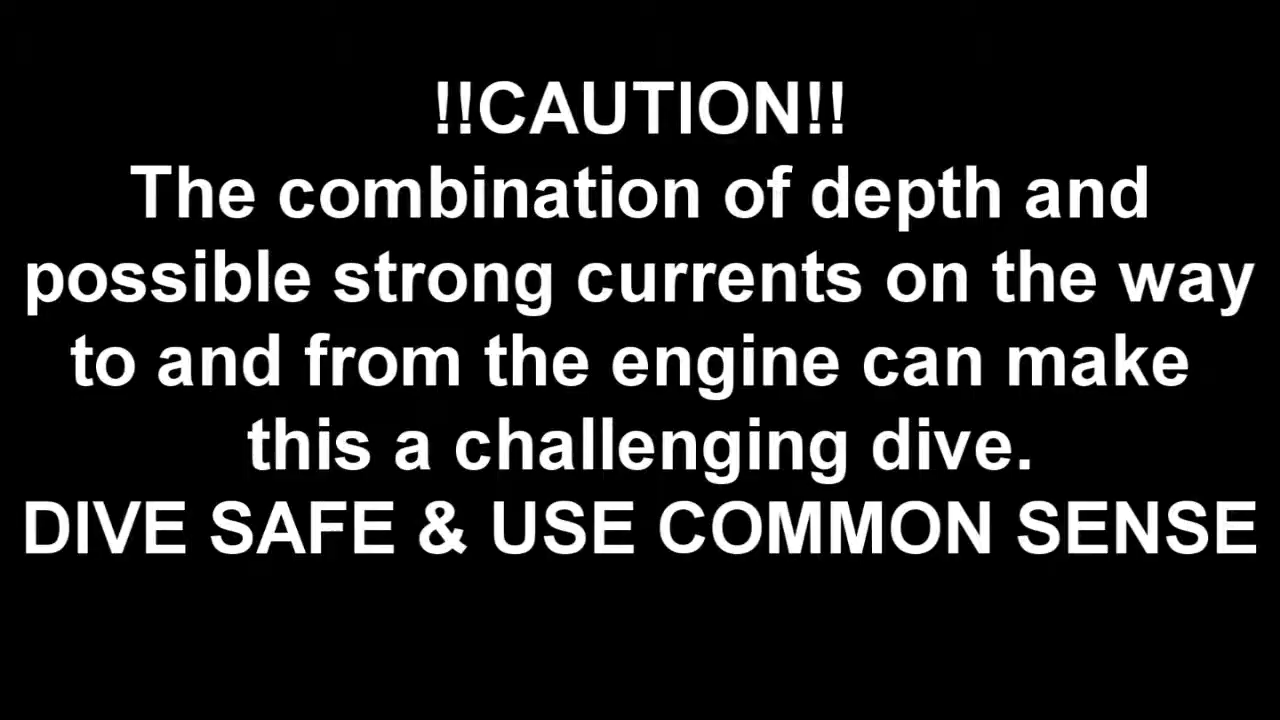 !!CAUTION!!
The combination of depth and
possible strong currents on the way
to and from the engine can make
this a challenging dive.
DIVE SAFE & USE COMMON SENSE